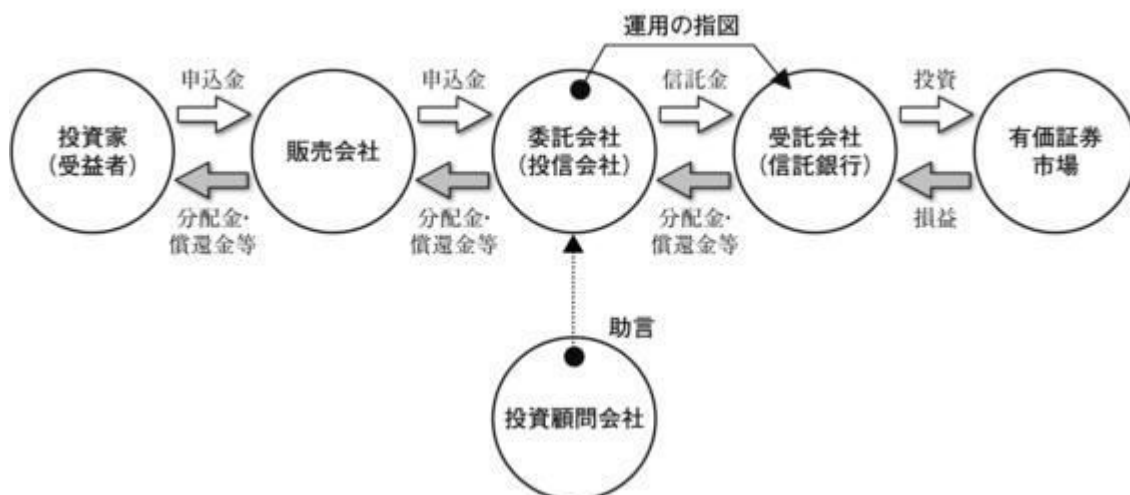 運用の指図
申込金
申込金
信託金
投資
投資家
（受益者）
販売会社
委託会社
（投信会社）
受託会社
（信託銀行）
有価証券
市場
分配金・
償還金等
分配金・
償還金等
分配金・
償還金等
損益
助言
投資顧問会社